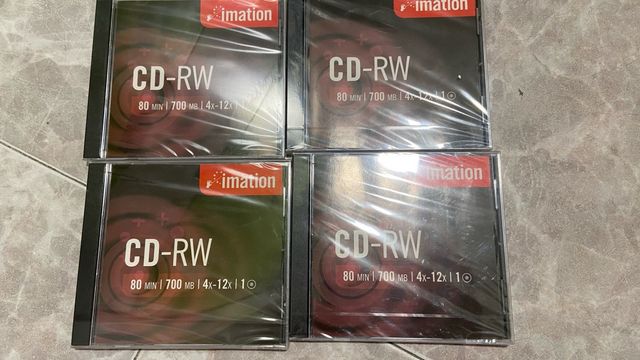 imation
CD-RW
80 MIN | 700 MB | 4x-12x | 1
imation
CD-RW
80 MIN | 700 MB | 4x-12x | 1
imation
CD-RW
80 MIN | 700 MB | 4x-12x | 1
imation
CD-RW
80 MIN | 700 MB | 4x-12x | 1